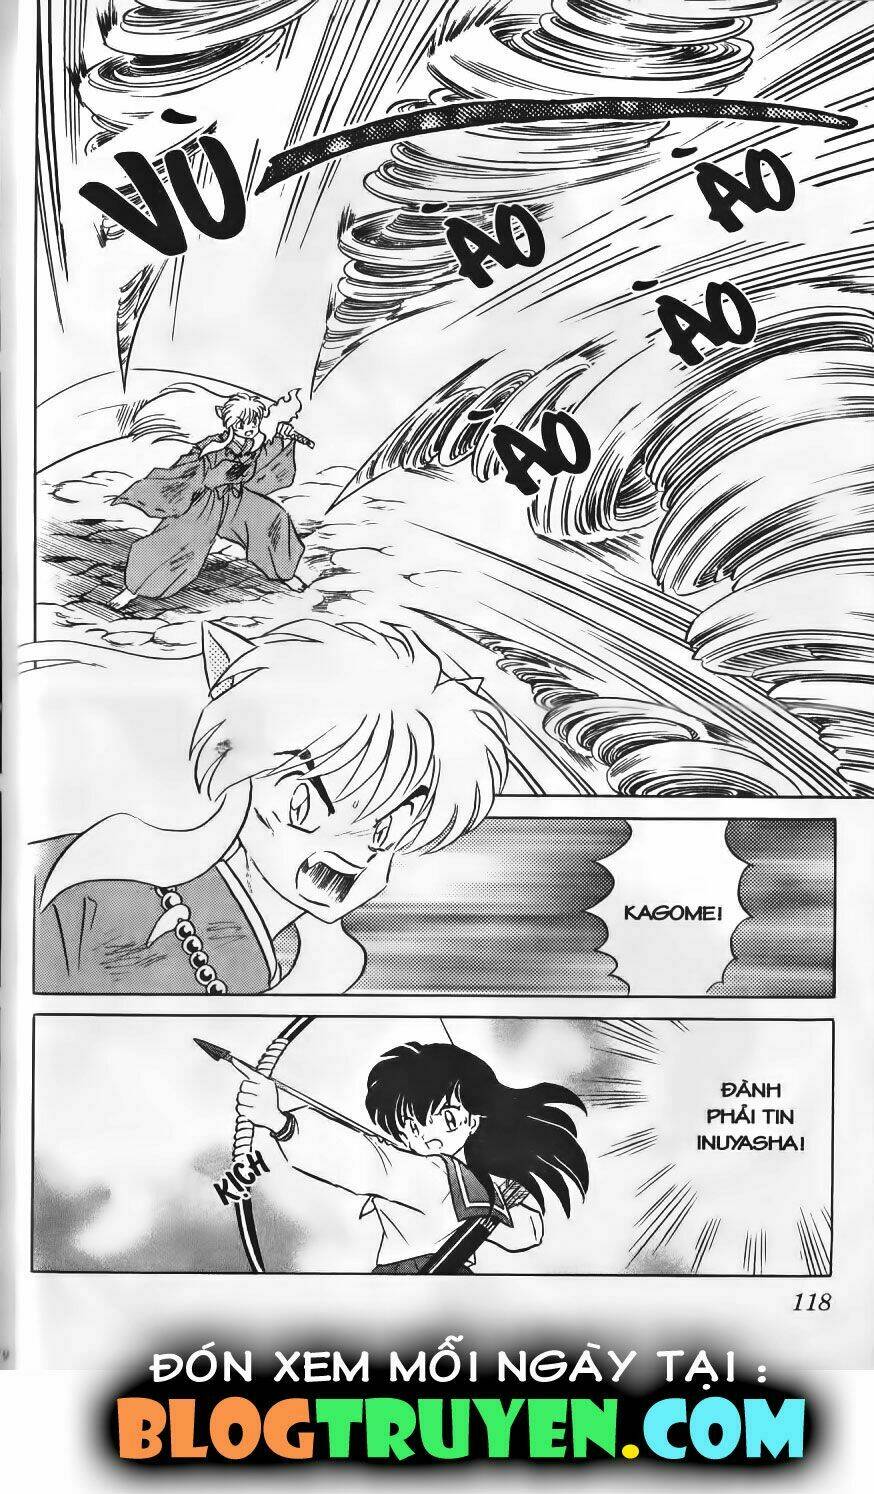 VÙ
ÀO
ÀO
ÀO
ÀO
KAGOME!
ĐÀNH
PHẢI TIN
INUYASHA!
KỊCH
118
ĐÓN XEM MỖI NGÀY TẠI :
BLOGTRUYEN.COM